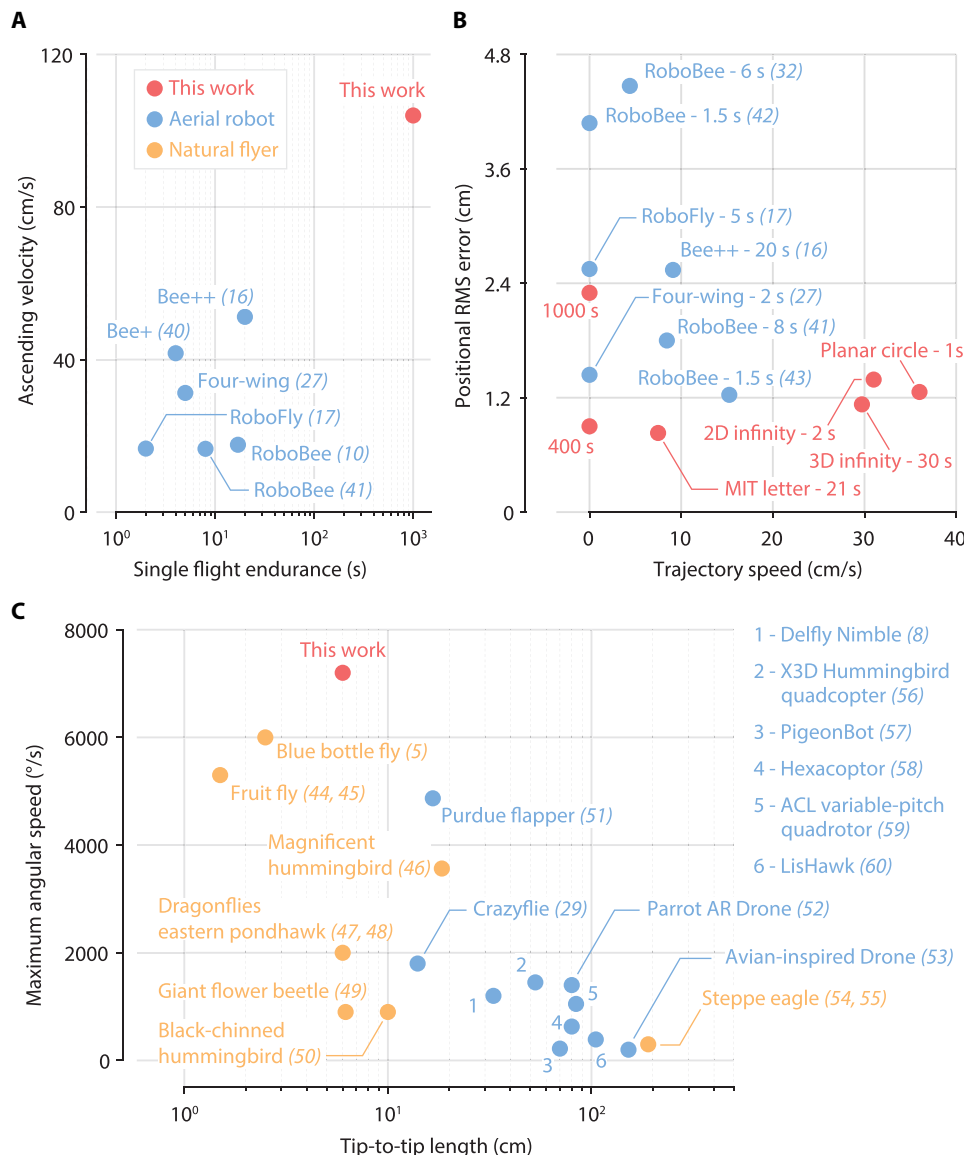 A
Ascending velocity (cm/s)
120
80
40
0
This work
Aerial robot
Natural flyer
This work
Bee++ (16)
Bee+ (40)
Four-wing (27)
RoboFly (17)
RoboBee (10)
RoboBee (41)
10⁰
10¹
10²
10³
Single flight endurance (s)
B
Positional RMS error (cm)
4.8
3.6
2.4
1.2
0
RoboBee - 6 s (32)
RoboBee - 1.5 s (42)
RoboFly - 5 s (17)
Bee++ - 20 s (16)
1000 s
Four-wing - 2 s (27)
RoboBee - 8 s (41)
Planar circle - 1s
RoboBee - 1.5 s (43)
400 s
2D infinity - 2 s
3D infinity - 30 s
MIT letter - 21 s
0
10
20
30
40
Trajectory speed (cm/s)
C
Maximum angular speed (°/s)
8000
6000
4000
2000
0
This work
Blue bottle fly (5)
Fruit fly (44, 45)
Purdue flapper (51)
Magnificent
hummingbird (46)
Dragonflies
eastern pondhawk (47, 48)
Crazyflie (29)
Parrot AR Drone (52)
Avian-inspired Drone (53)
Giant flower beetle (49)
Steppe eagle (54, 55)
Black-chinned
hummingbird (50)
1
2
3
4
5
6
10⁰
10¹
10²
Tip-to-tip length (cm)
1 - Delfly Nimble (8)
2 - X3D Hummingbird
quadcopter (56)
3 - PigeonBot (57)
4 - Hexacoptor (58)
5 - ACL variable-pitch
quadrotor (59)
6 - LisHawk (60)